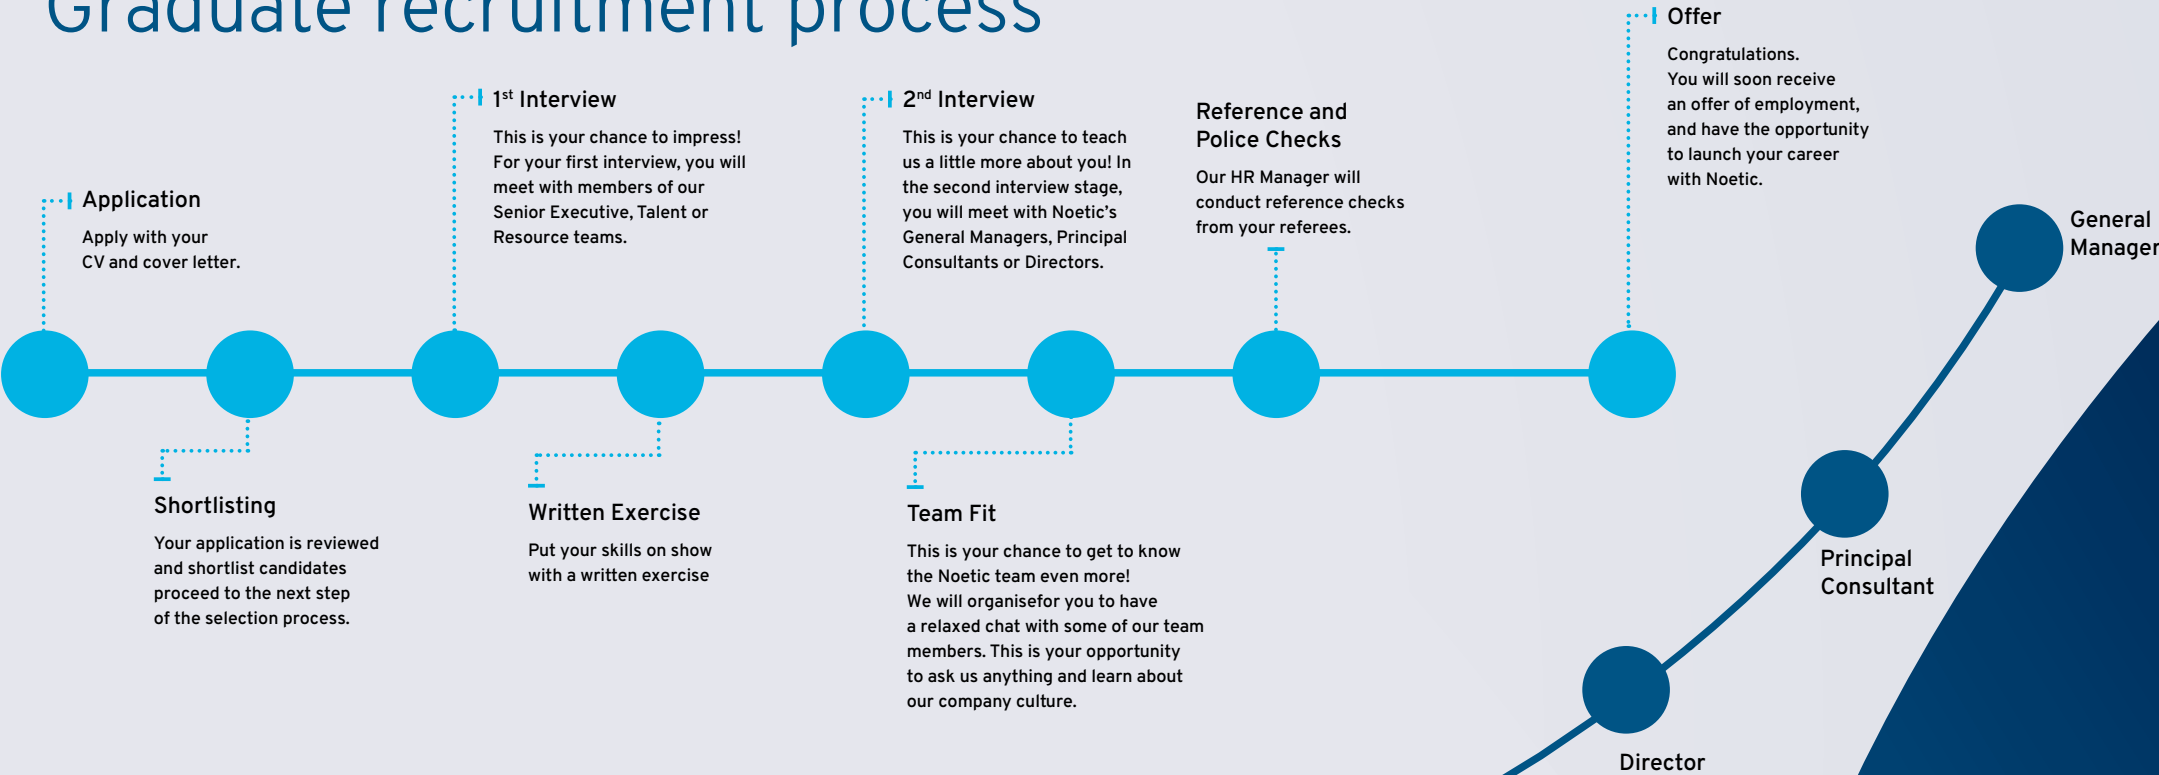 Graduate recruitment process
Application
Apply with your
CV and cover letter.
Shortlisting
Your application is reviewed
and shortlist candidates
proceed to the next step
of the selection process.
1st Interview
This is your chance to impress!
For your first interview, you will
meet with members of our
Senior Executive, Talent or
Resource teams.
Written Exercise
Put your skills on show
with a written exercise
2nd Interview
This is your chance to teach
us a little more about you! In
the second interview stage,
you will meet with Noetic’s
General Managers, Principal
Consultants or Directors.
Team Fit
This is your chance to get to know
the Noetic team even more!
We will organisefor you to have
a relaxed chat with some of our team
members. This is your opportunity
to ask us anything and learn about
our company culture.
Reference and
Police Checks
Our HR Manager will
conduct reference checks
from your referees.
Offer
Congratulations.
You will soon receive
an offer of employment,
and have the opportunity
to launch your career
with Noetic.
General
Manager
Principal
Consultant
Director